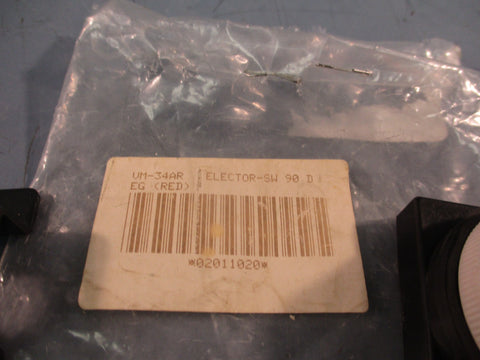 VM-34AR ELECTOR-SW 90 D
EG (RED)
*02011020*